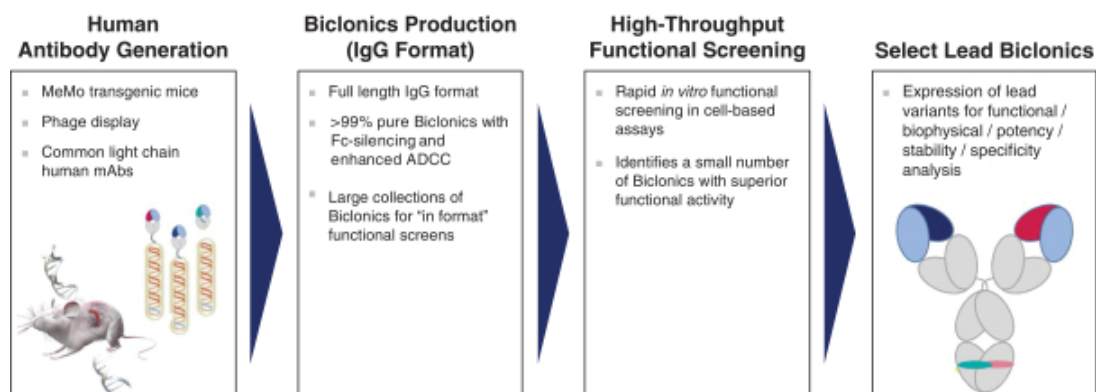 Human
Antibody Generation
MeMo transgenic mice
Phage display
Common light chain
human mAbs
Biclonics Production
(IgG Format)
Full length IgG format
>99% pure Biclonics with
Fc-silencing and
enhanced ADCC
Large collections of
Biclonics for "in format"
functional screens
High-Throughput
Functional Screening
Rapid in vitro functional
screening in cell-based
assays
Identifies a small number
of Biclonics with superior
functional activity
Select Lead Biclonics
Expression of lead
variants for functional /
biophysical / potency /
stability / specificity
analysis